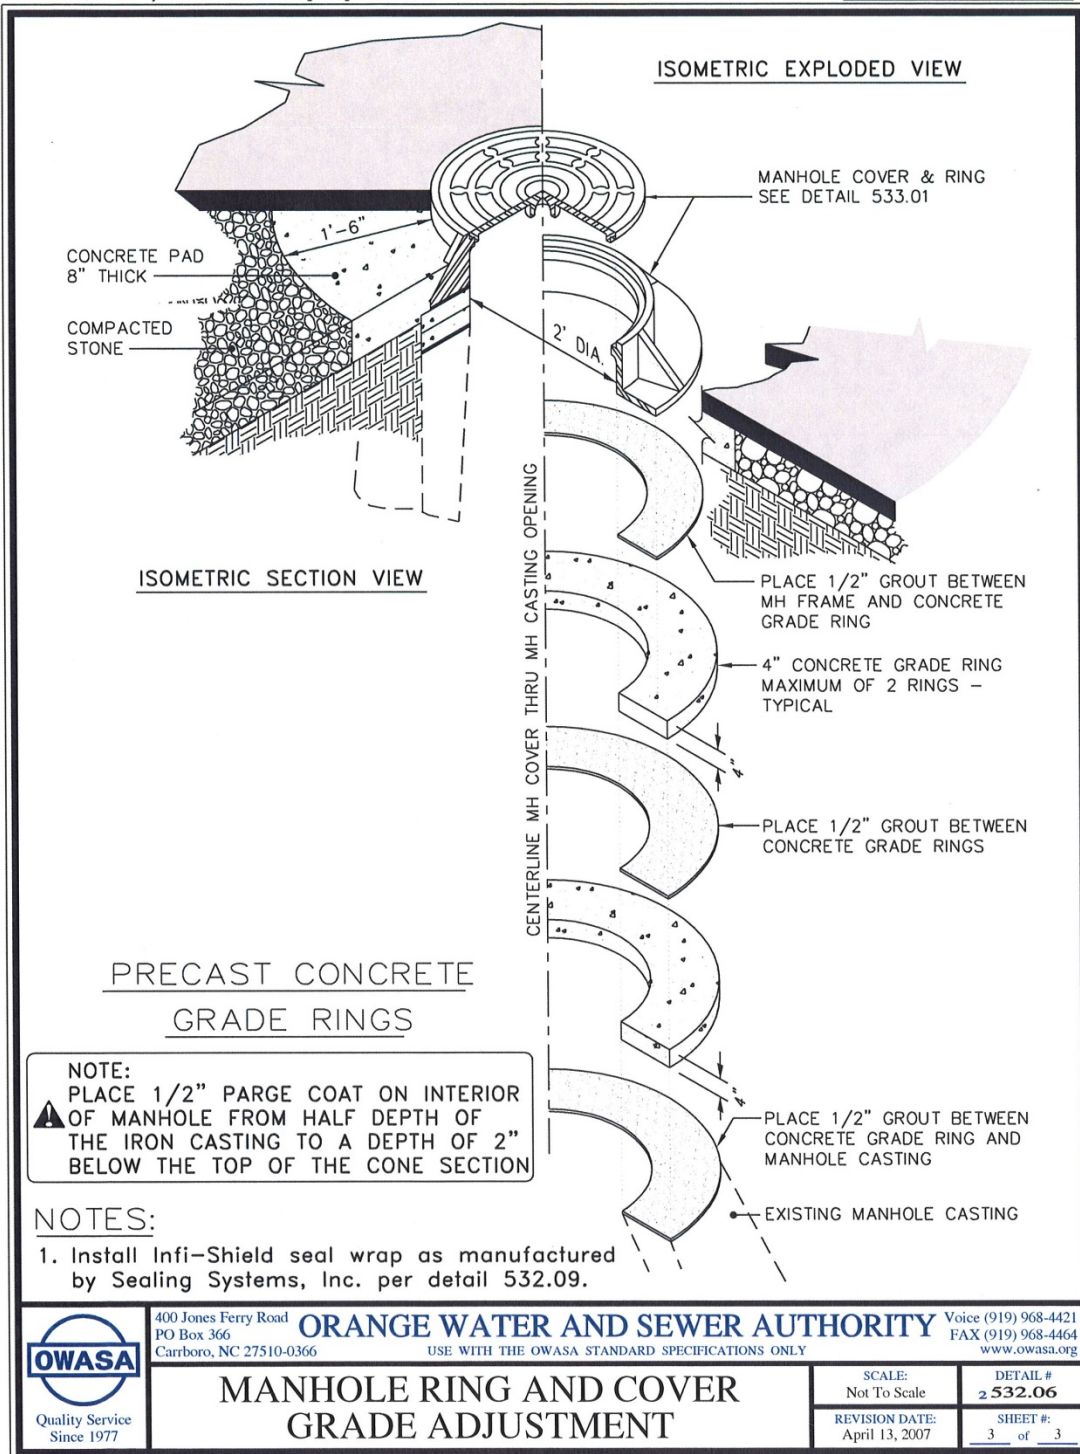 ISOMETRIC EXPLODED VIEW
MANHOLE COVER & RING
SEE DETAIL 533.01
1'-6"
CONCRETE PAD
8" THICK
COMPACTED
STONE
2' DIA.
ISOMETRIC SECTION VIEW
CENTERLINE MH COVER THRU MH CASTING OPENING
PLACE 1/2" GROUT BETWEEN
MH FRAME AND CONCRETE
GRADE RING
4" CONCRETE GRADE RING
MAXIMUM OF 2 RINGS –
TYPICAL
4"
PLACE 1/2" GROUT BETWEEN
CONCRETE GRADE RINGS
4"
PLACE 1/2" GROUT BETWEEN
CONCRETE GRADE RING AND
MANHOLE CASTING
EXISTING MANHOLE CASTING
PRECAST CONCRETE
GRADE RINGS
NOTE:
PLACE 1/2" PARGE COAT ON INTERIOR
OF MANHOLE FROM HALF DEPTH OF
THE IRON CASTING TO A DEPTH OF 2"
BELOW THE TOP OF THE CONE SECTION
NOTES:
1. Install Infi-Shield seal wrap as manufactured
by Sealing Systems, Inc. per detail 532.09.
OWASA
Quality Service
Since 1977
400 Jones Ferry Road
PO Box 366
Carrboro, NC 27510-0366
ORANGE WATER AND SEWER AUTHORITY
USE WITH THE OWASA STANDARD SPECIFICATIONS ONLY
Voice (919) 968-4421
FAX (919) 968-4464
www.owasa.org
MANHOLE RING AND COVER
GRADE ADJUSTMENT
SCALE:
Not To Scale
DETAIL #
2 532.06
REVISION DATE:
April 13, 2007
SHEET #:
3 of 3